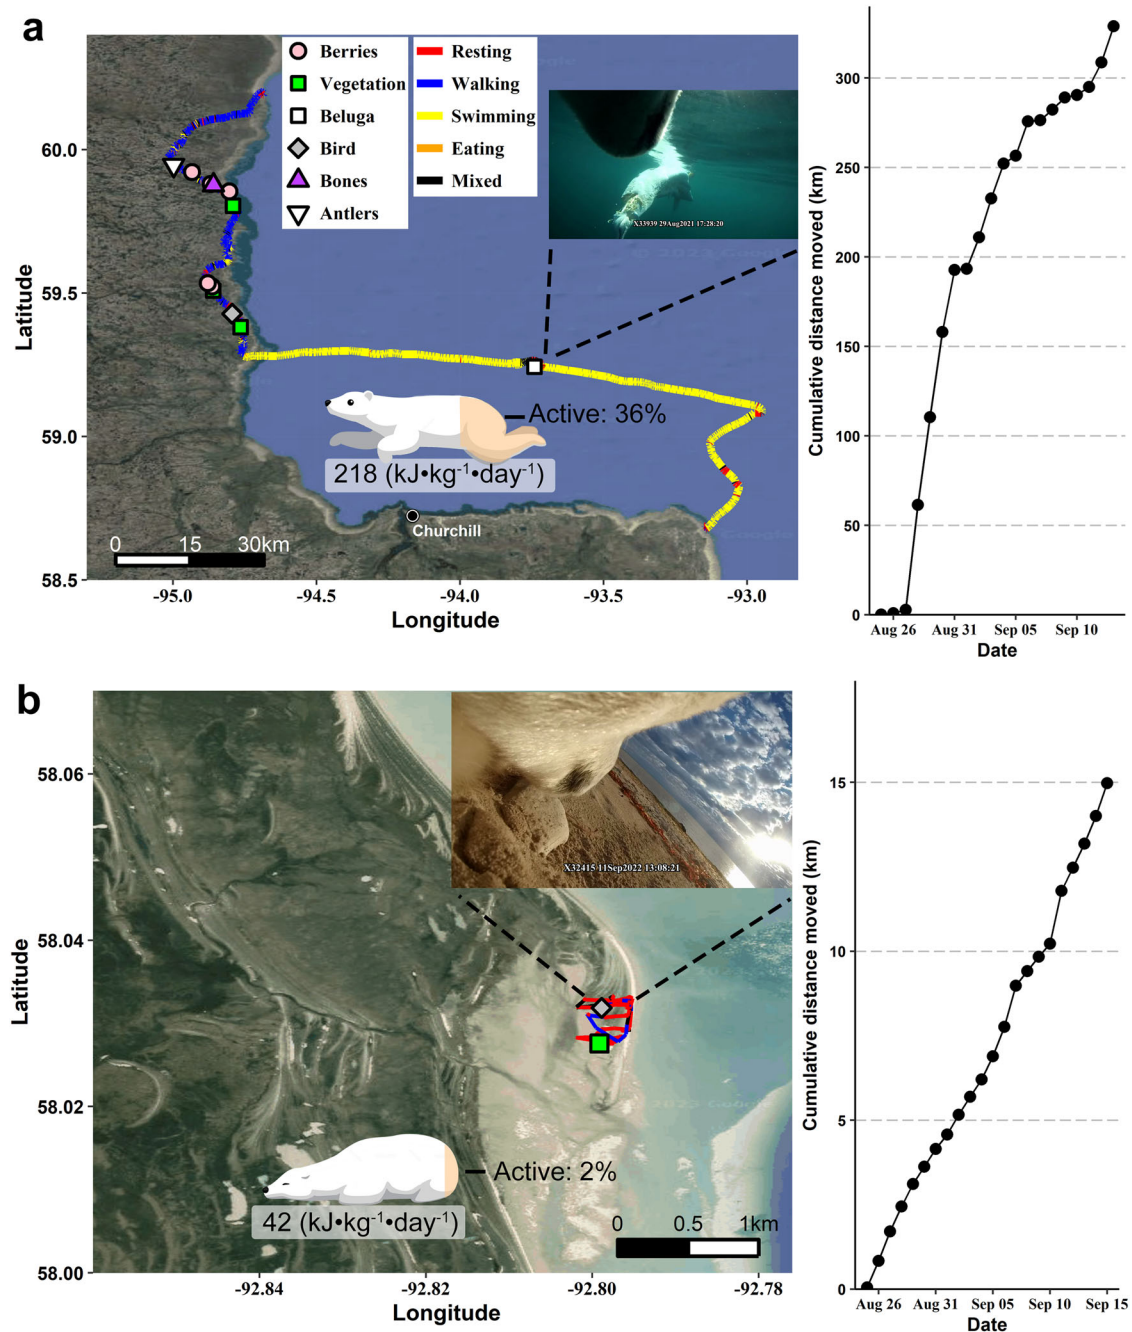 a
Berries
Vegetation
Beluga
Bird
Bones
Antlers
Resting
Walking
Swimming
Eating
Mixed
X33939 29Aug2021 17:28:20
Active: 36%
218 (kJ•kg⁻¹•day⁻¹)
Churchill
0 15 30km
Latitude
60.0
59.5
59.0
58.5
-95.0 -94.5 -94.0 -93.5 -93.0
Longitude
Cumulative distance moved (km)
300
250
200
150
100
50
0
Aug 26 Aug 31 Sep 05 Sep 10
Date
b
X32415 11Sep2022 13:08:21
Active: 2%
42 (kJ•kg⁻¹•day⁻¹)
0 0.5 1km
Latitude
58.06
58.04
58.02
58.00
-92.84 -92.82 -92.80 -92.78
Longitude
Cumulative distance moved (km)
15
10
5
0
Aug 26 Aug 31 Sep 05 Sep 10 Sep 15
Date